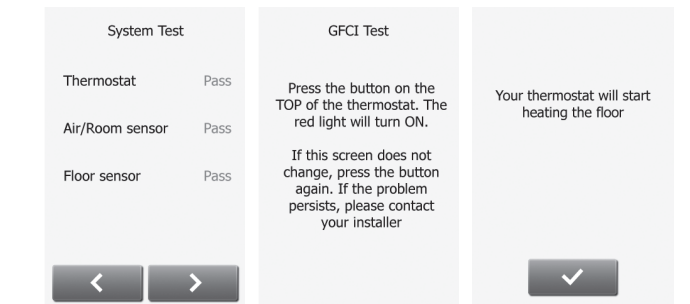 System Test
Thermostat Pass
Air/Room sensor Pass
Floor sensor Pass
GFCI Test
Press the button on the
TOP of the thermostat. The
red light will turn ON.
If this screen does not
change, press the button
again. If the problem
persists, please contact
your installer
Your thermostat will start
heating the floor